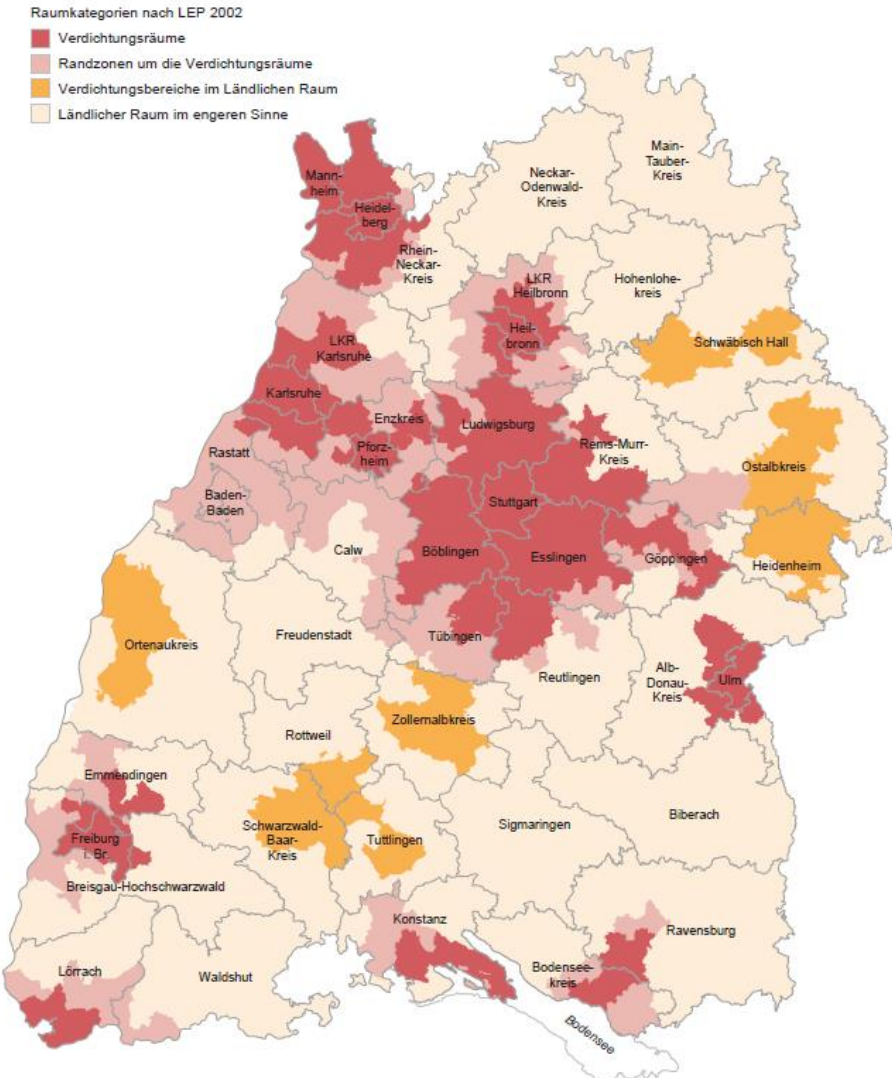 Raumkategorien nach LEP 2002
Verdichtungsräume
Randzonen um die Verdichtungsräume
Verdichtungsbereiche im Ländlichen Raum
Ländlicher Raum im engeren Sinne
Main-
Tauber-
Kreis
Neckar-
Odenwald-
Kreis
Mann-
heim
Heidel-
berg
Rhein-
Neckar-
Kreis
LKR
Heilbronn
Hohenlohe-
kreis
Heil-
bronn
Schwäbisch Hall
LKR
Karlsruhe
Karlsruhe
Enzkreis
Ludwigsburg
Rems-Murr-
Kreis
Rastatt
Pforz-
heim
Ostalbkreis
Baden-
Baden
Stuttgart
Calw
Böblingen
Esslingen
Göppingen
Heidenheim
Ortenaukreis
Freudenstadt
Tübingen
Reutlingen
Alb-
Donau-
Kreis
Ulm
Zollernalbkreis
Rottweil
Emmendingen
Freiburg
i. Br.
Schwarzwald-
Baar-
Kreis
Tuttlingen
Sigmaringen
Biberach
Breisgau-Hochschwarzwald
Konstanz
Ravensburg
Lörrach
Waldshut
Bodensee-
kreis
Bodensee